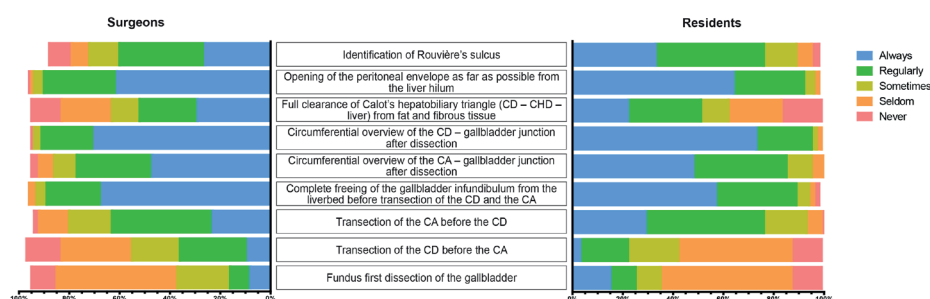 Surgeons
Residents
Identification of Rouvière's sulcus
Opening of the peritoneal envelope as far as possible from
the liver hilum
Full clearance of Calot's hepatobiliary triangle (CD – CHD –
liver) from fat and fibrous tissue
Circumferential overview of the CD – gallbladder junction
after dissection
Circumferential overview of the CA – gallbladder junction
after dissection
Complete freeing of the gallbladder infundibulum from the
liverbed before transection of the CD and the CA
Transection of the CA before the CD
Transection of the CD before the CA
Fundus first dissection of the gallbladder
Always
Regularly
Sometimes
Seldom
Never
100% 80% 60% 40% 20% 0%
0% 20% 40% 60% 80% 100%